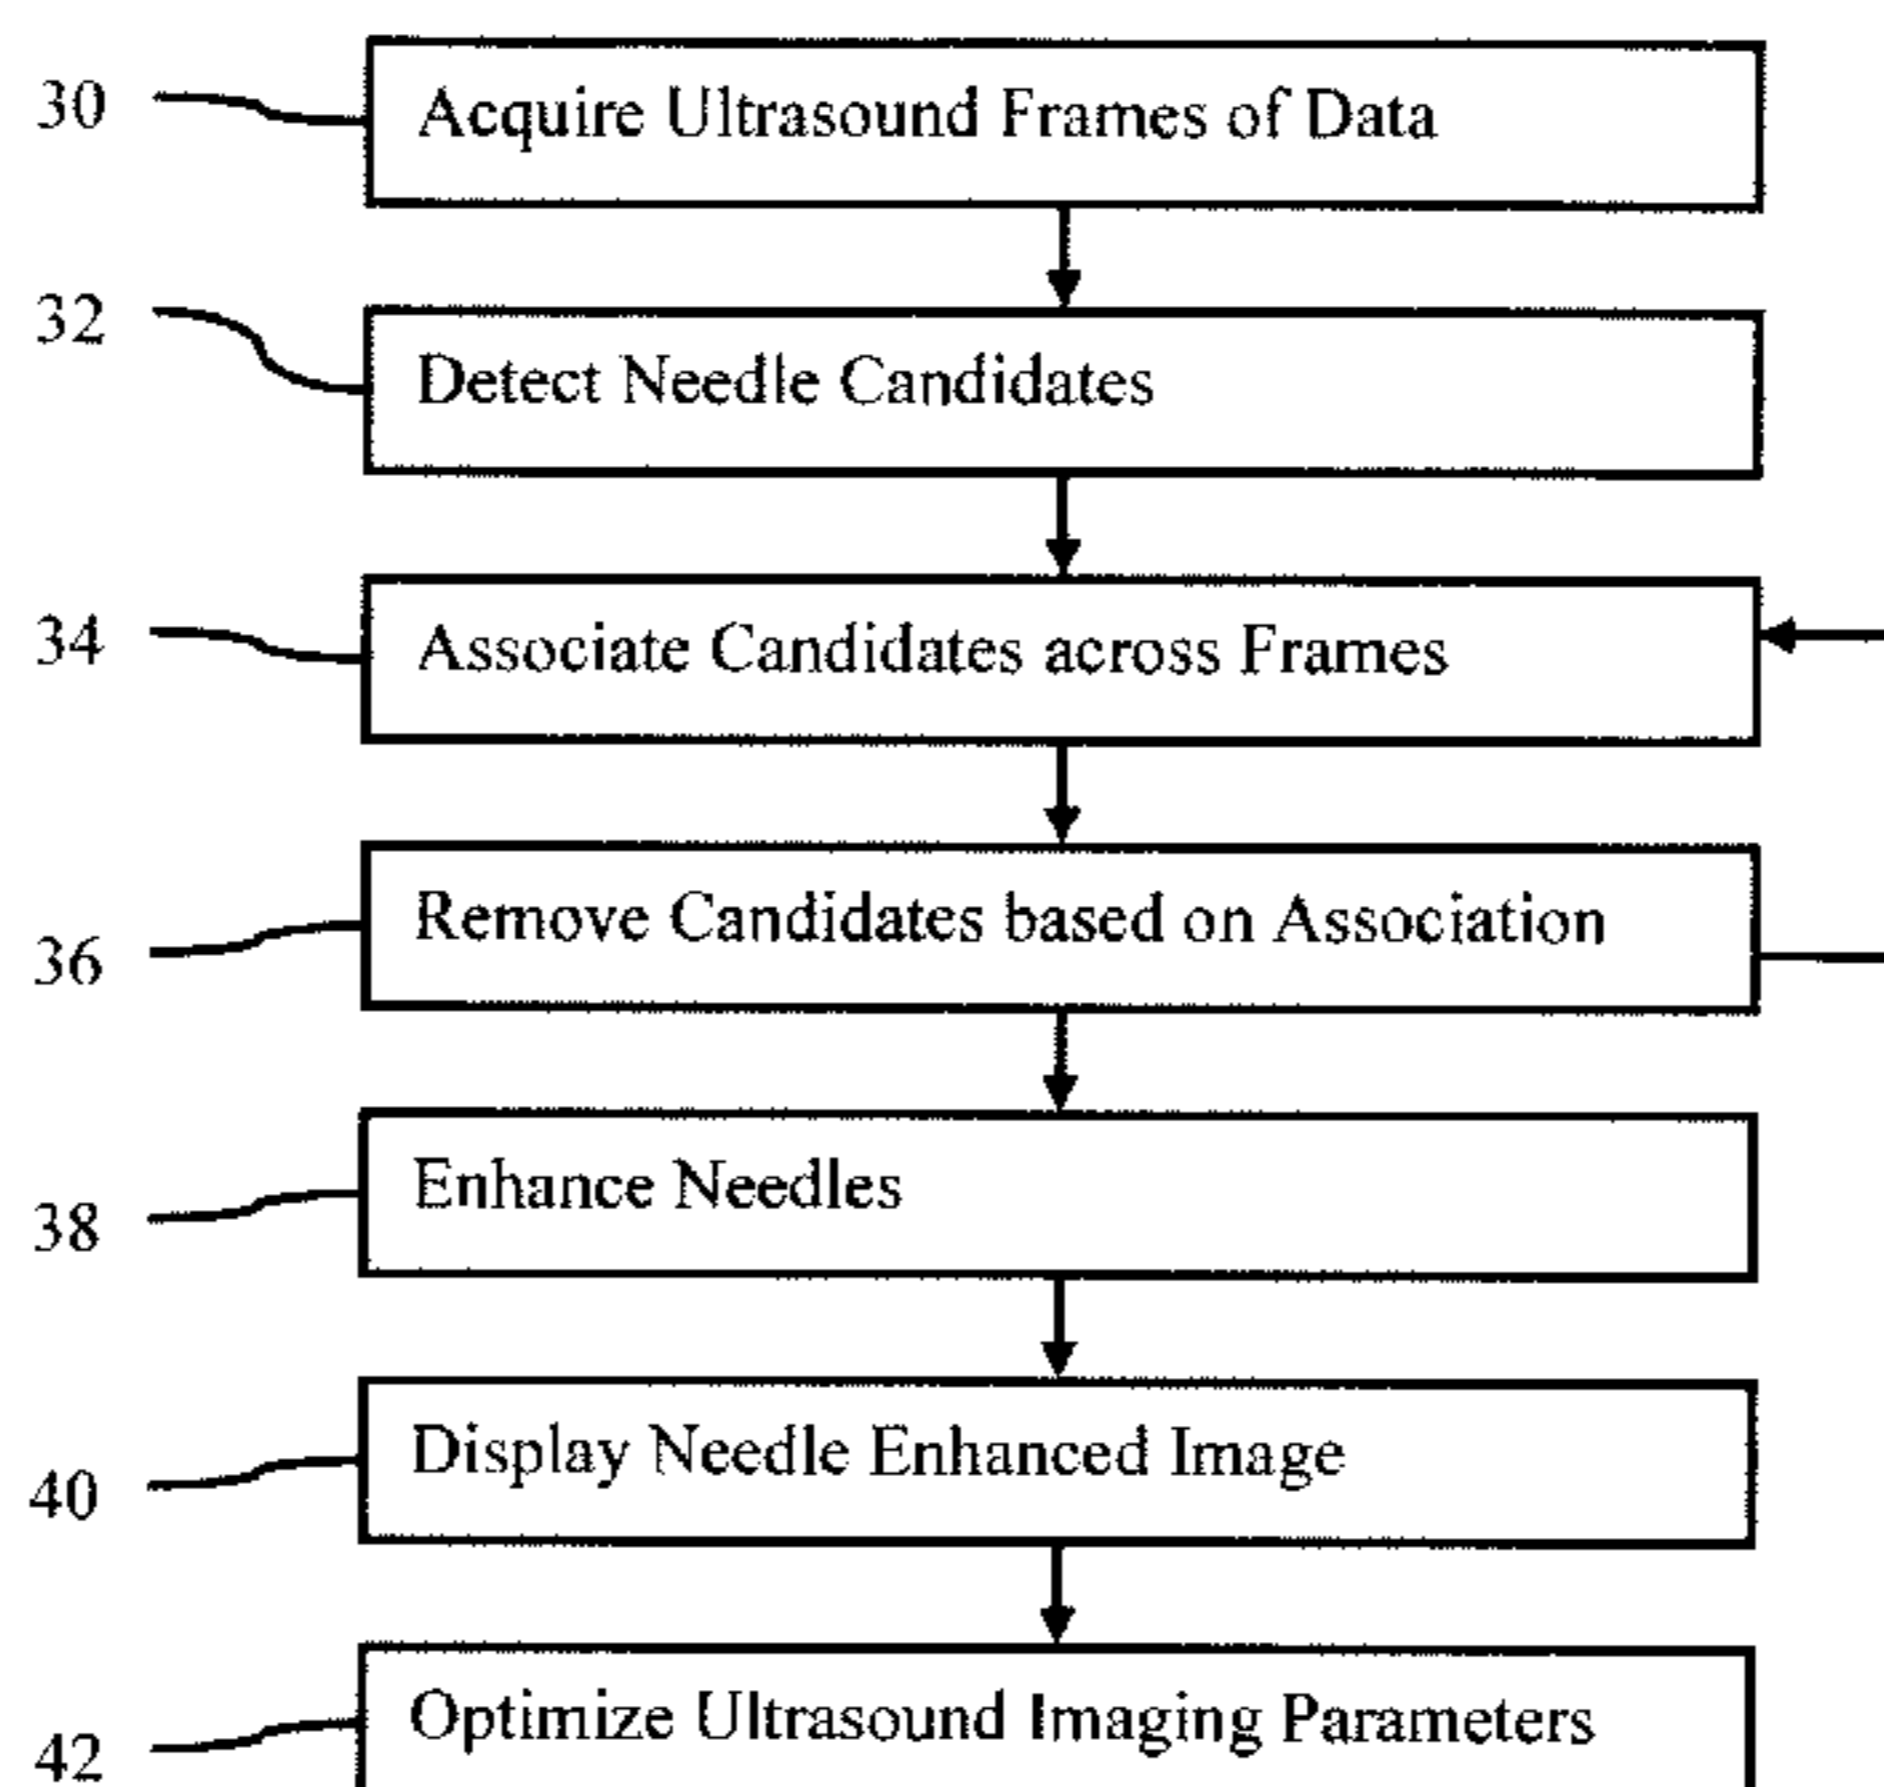 30 Acquire Ultrasound Frames of Data
32 Detect Needle Candidates
34 Associate Candidates across Frames
36 Remove Candidates based on Association
38 Enhance Needles
40 Display Needle Enhanced Image
42 Optimize Ultrasound Imaging Parameters